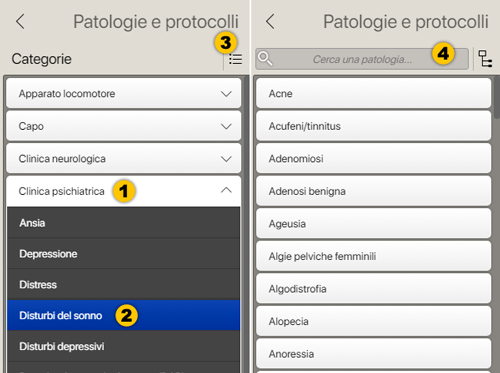 Patologie e protocolli
3
Categorie
Apparato locomotore
Capo
Clinica neurologica
Clinica psichiatrica 1
Ansia
Depressione
Distress
Disturbi del sonno 2
Disturbi depressivi
Patologie e protocolli
Cerca una patologia... 4
Acne
Acufeni/tinnitus
Adenomiosi
Adenosi benigna
Ageusia
Algie pelviche femminili
Algodistrofia
Alopecia
Anoressia